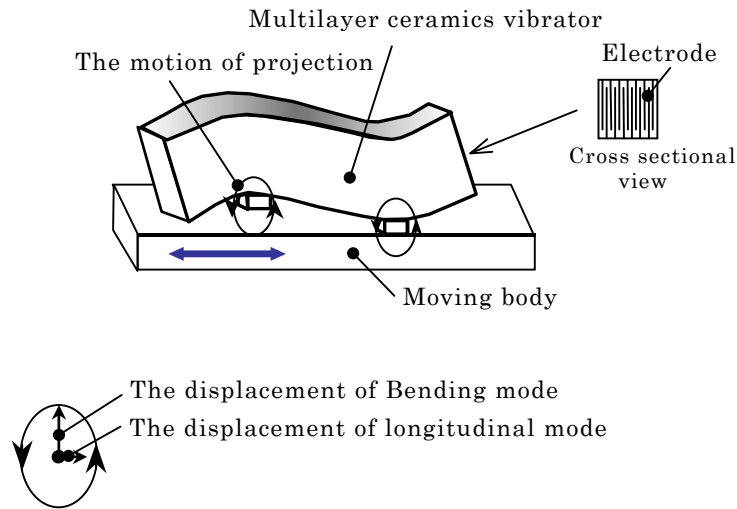 Multilayer ceramics vibrator
The motion of projection
Electrode
Cross sectional
view
Moving body
The displacement of Bending mode
The displacement of longitudinal mode